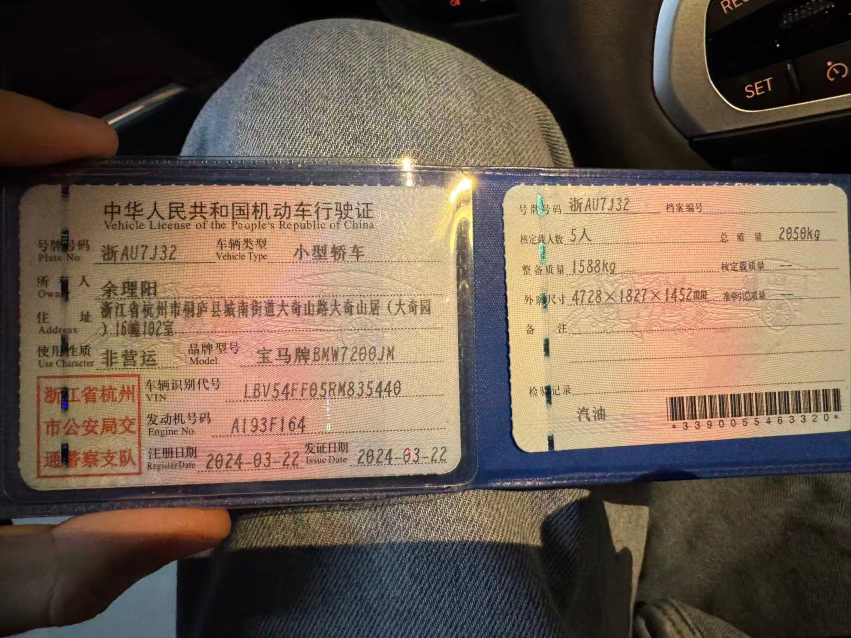 中华人民共和国机动车行驶证
Vehicle License of the People's Republic of China
号牌号码 浙AU7J32 车辆类型 小型轿车
Plate No. Vehicle Type
所有人 余理阳
Owner
住址 浙江省杭州市桐庐县城南街道大奇山路大奇山居(大奇园
Address )16幢102室
使用性质 非营运 品牌型号 宝马牌BMW7200JM
Use Character Model
浙江省杭州
市公安局交
通警察支队
车辆识别代号 LBV54FF05RM835440
VIN
发动机号码 A193F164
Engine No.
注册日期 2024-03-22 发证日期 2024-03-22
Register Date Issue Date
号牌号码 浙AU7J32 档案编号
核定载人数 5人 总质量 2050kg
整备质量 1588kg 核定载质量 --
外廓尺寸 4728×1827×1452mm 准牵引总质量 --
备注
检验记录
汽油
*3390055463320*
SET